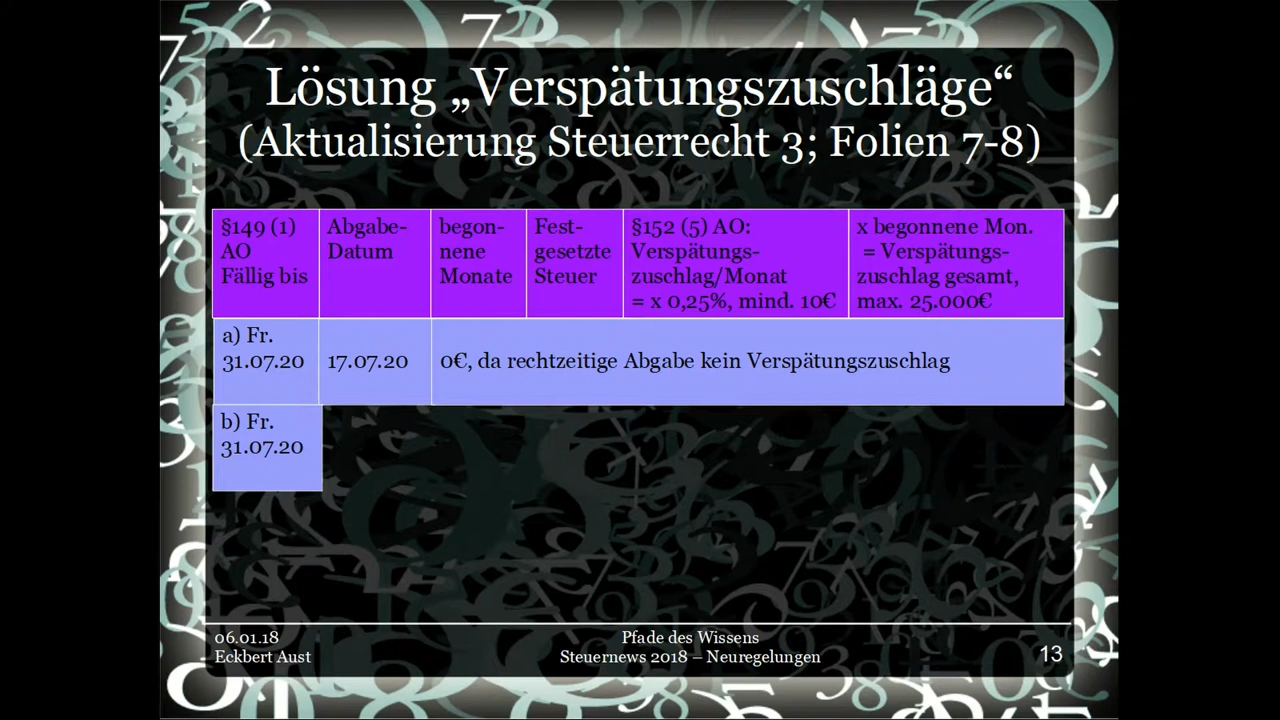 Lösung „Verspätungszuschläge“
(Aktualisierung Steuerrecht 3; Folien 7-8)
§149 (1)
AO
Fällig bis
Abgabe-
Datum
begon-
nene
Monate
Fest-
gesetzte
Steuer
§152 (5) AO:
Verspätungs-
zuschlag/Monat
= x 0,25%, mind. 10€
x begonnene Mon.
= Verspätungs-
zuschlag gesamt,
max. 25.000€
a) Fr.
31.07.20
17.07.20
0€, da rechtzeitige Abgabe kein Verspätungszuschlag
b) Fr.
31.07.20
06.01.18
Eckbert Aust
Pfade des Wissens
Steuernews 2018 – Neuregelungen
13